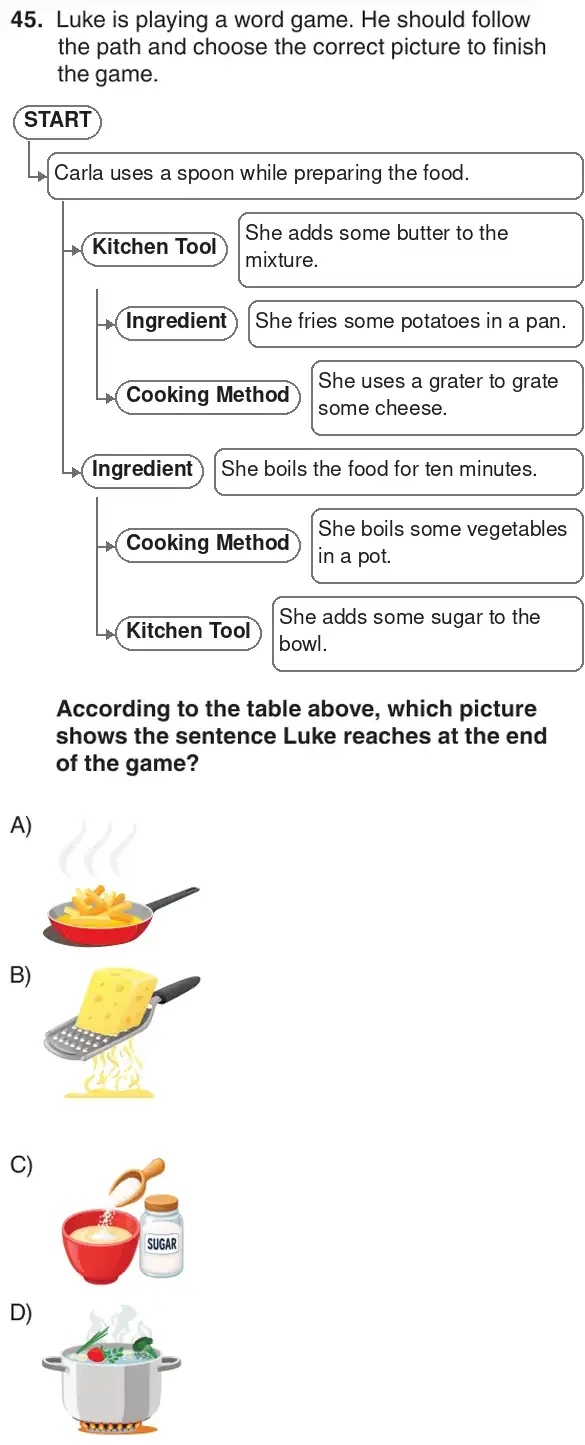 45. Luke is playing a word game. He should follow
the path and choose the correct picture to finish
the game.
START
Carla uses a spoon while preparing the food.
Kitchen Tool
She adds some butter to the
mixture.
Ingredient
She fries some potatoes in a pan.
Cooking Method
She uses a grater to grate
some cheese.
Ingredient
She boils the food for ten minutes.
Cooking Method
She boils some vegetables
in a pot.
Kitchen Tool
She adds some sugar to the
bowl.
According to the table above, which picture
shows the sentence Luke reaches at the end
of the game?
A)
B)
C)
SUGAR
D)